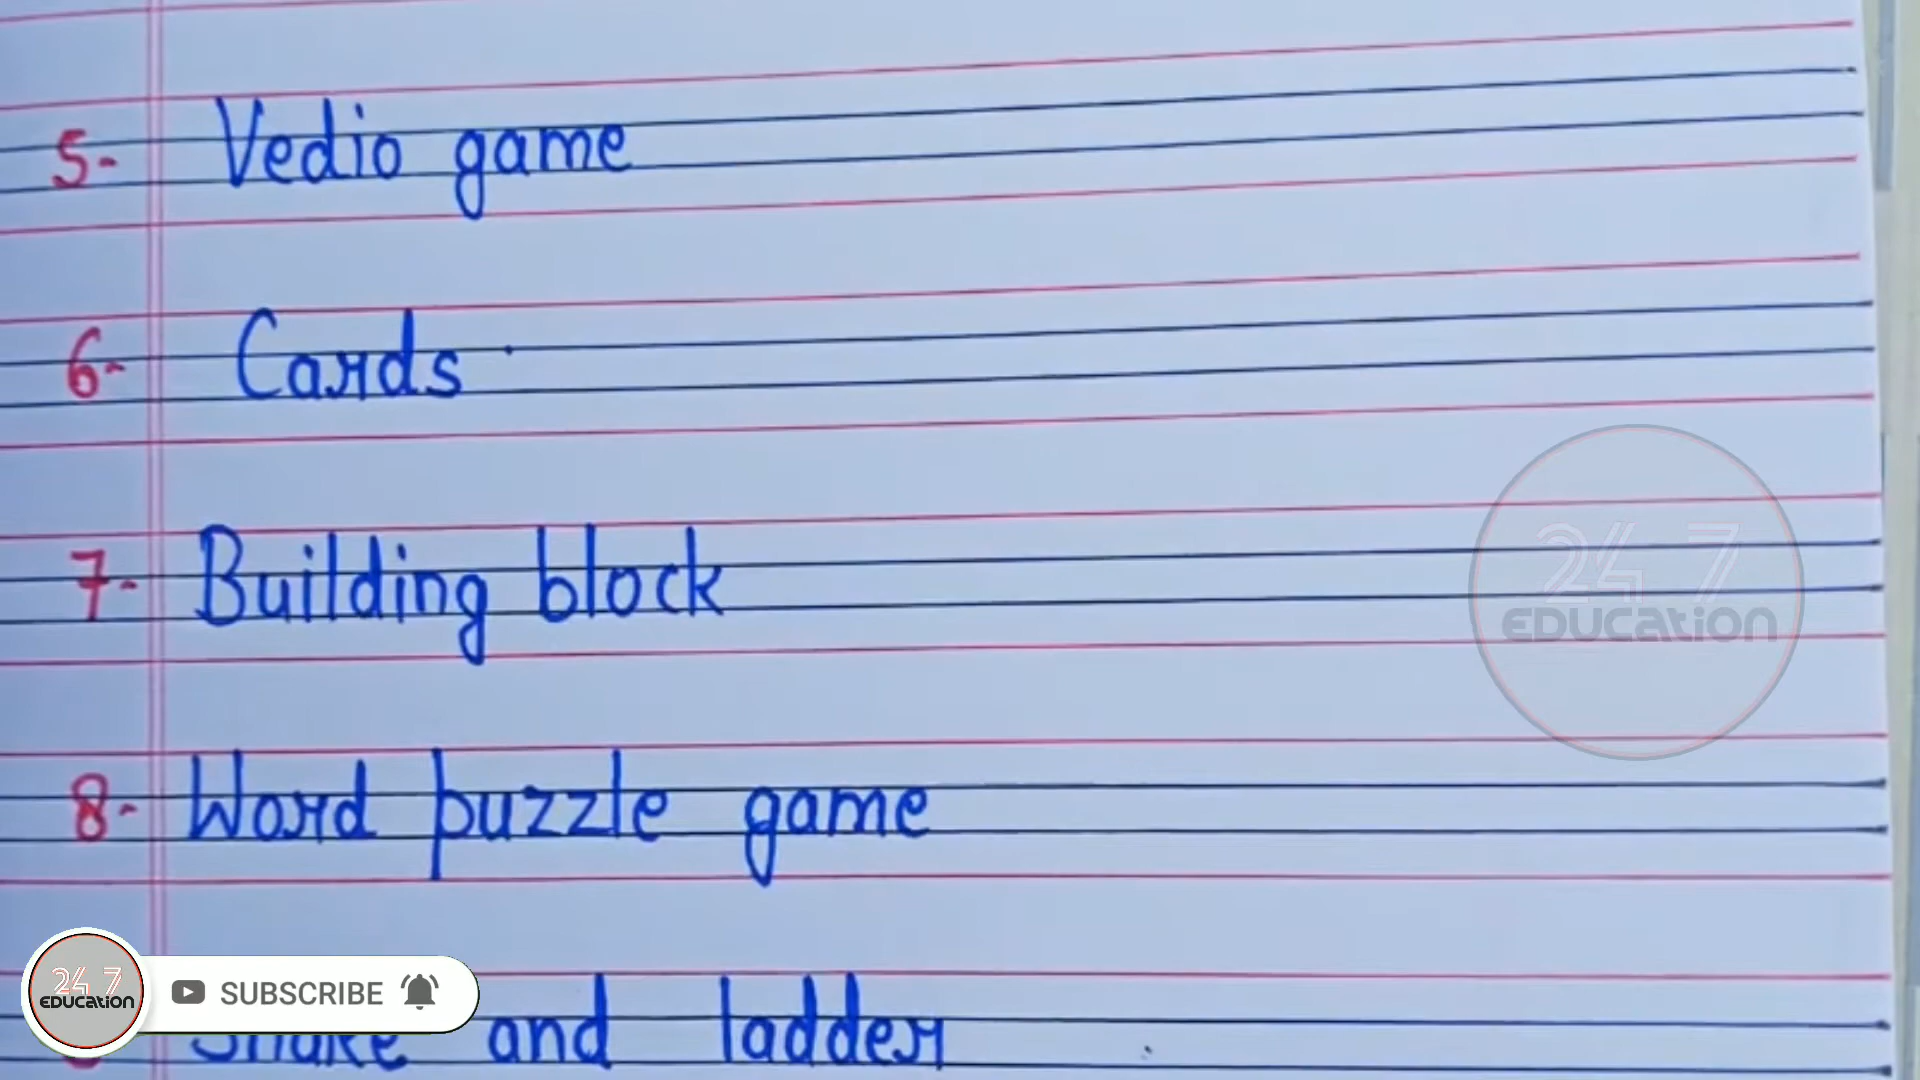 5- Vedio game
6- Cards
7- Building block
24 7
EDUCATION
8- Word puzzle game
24 7
EDUCATION
SUBSCRIBE
Snake and ladder